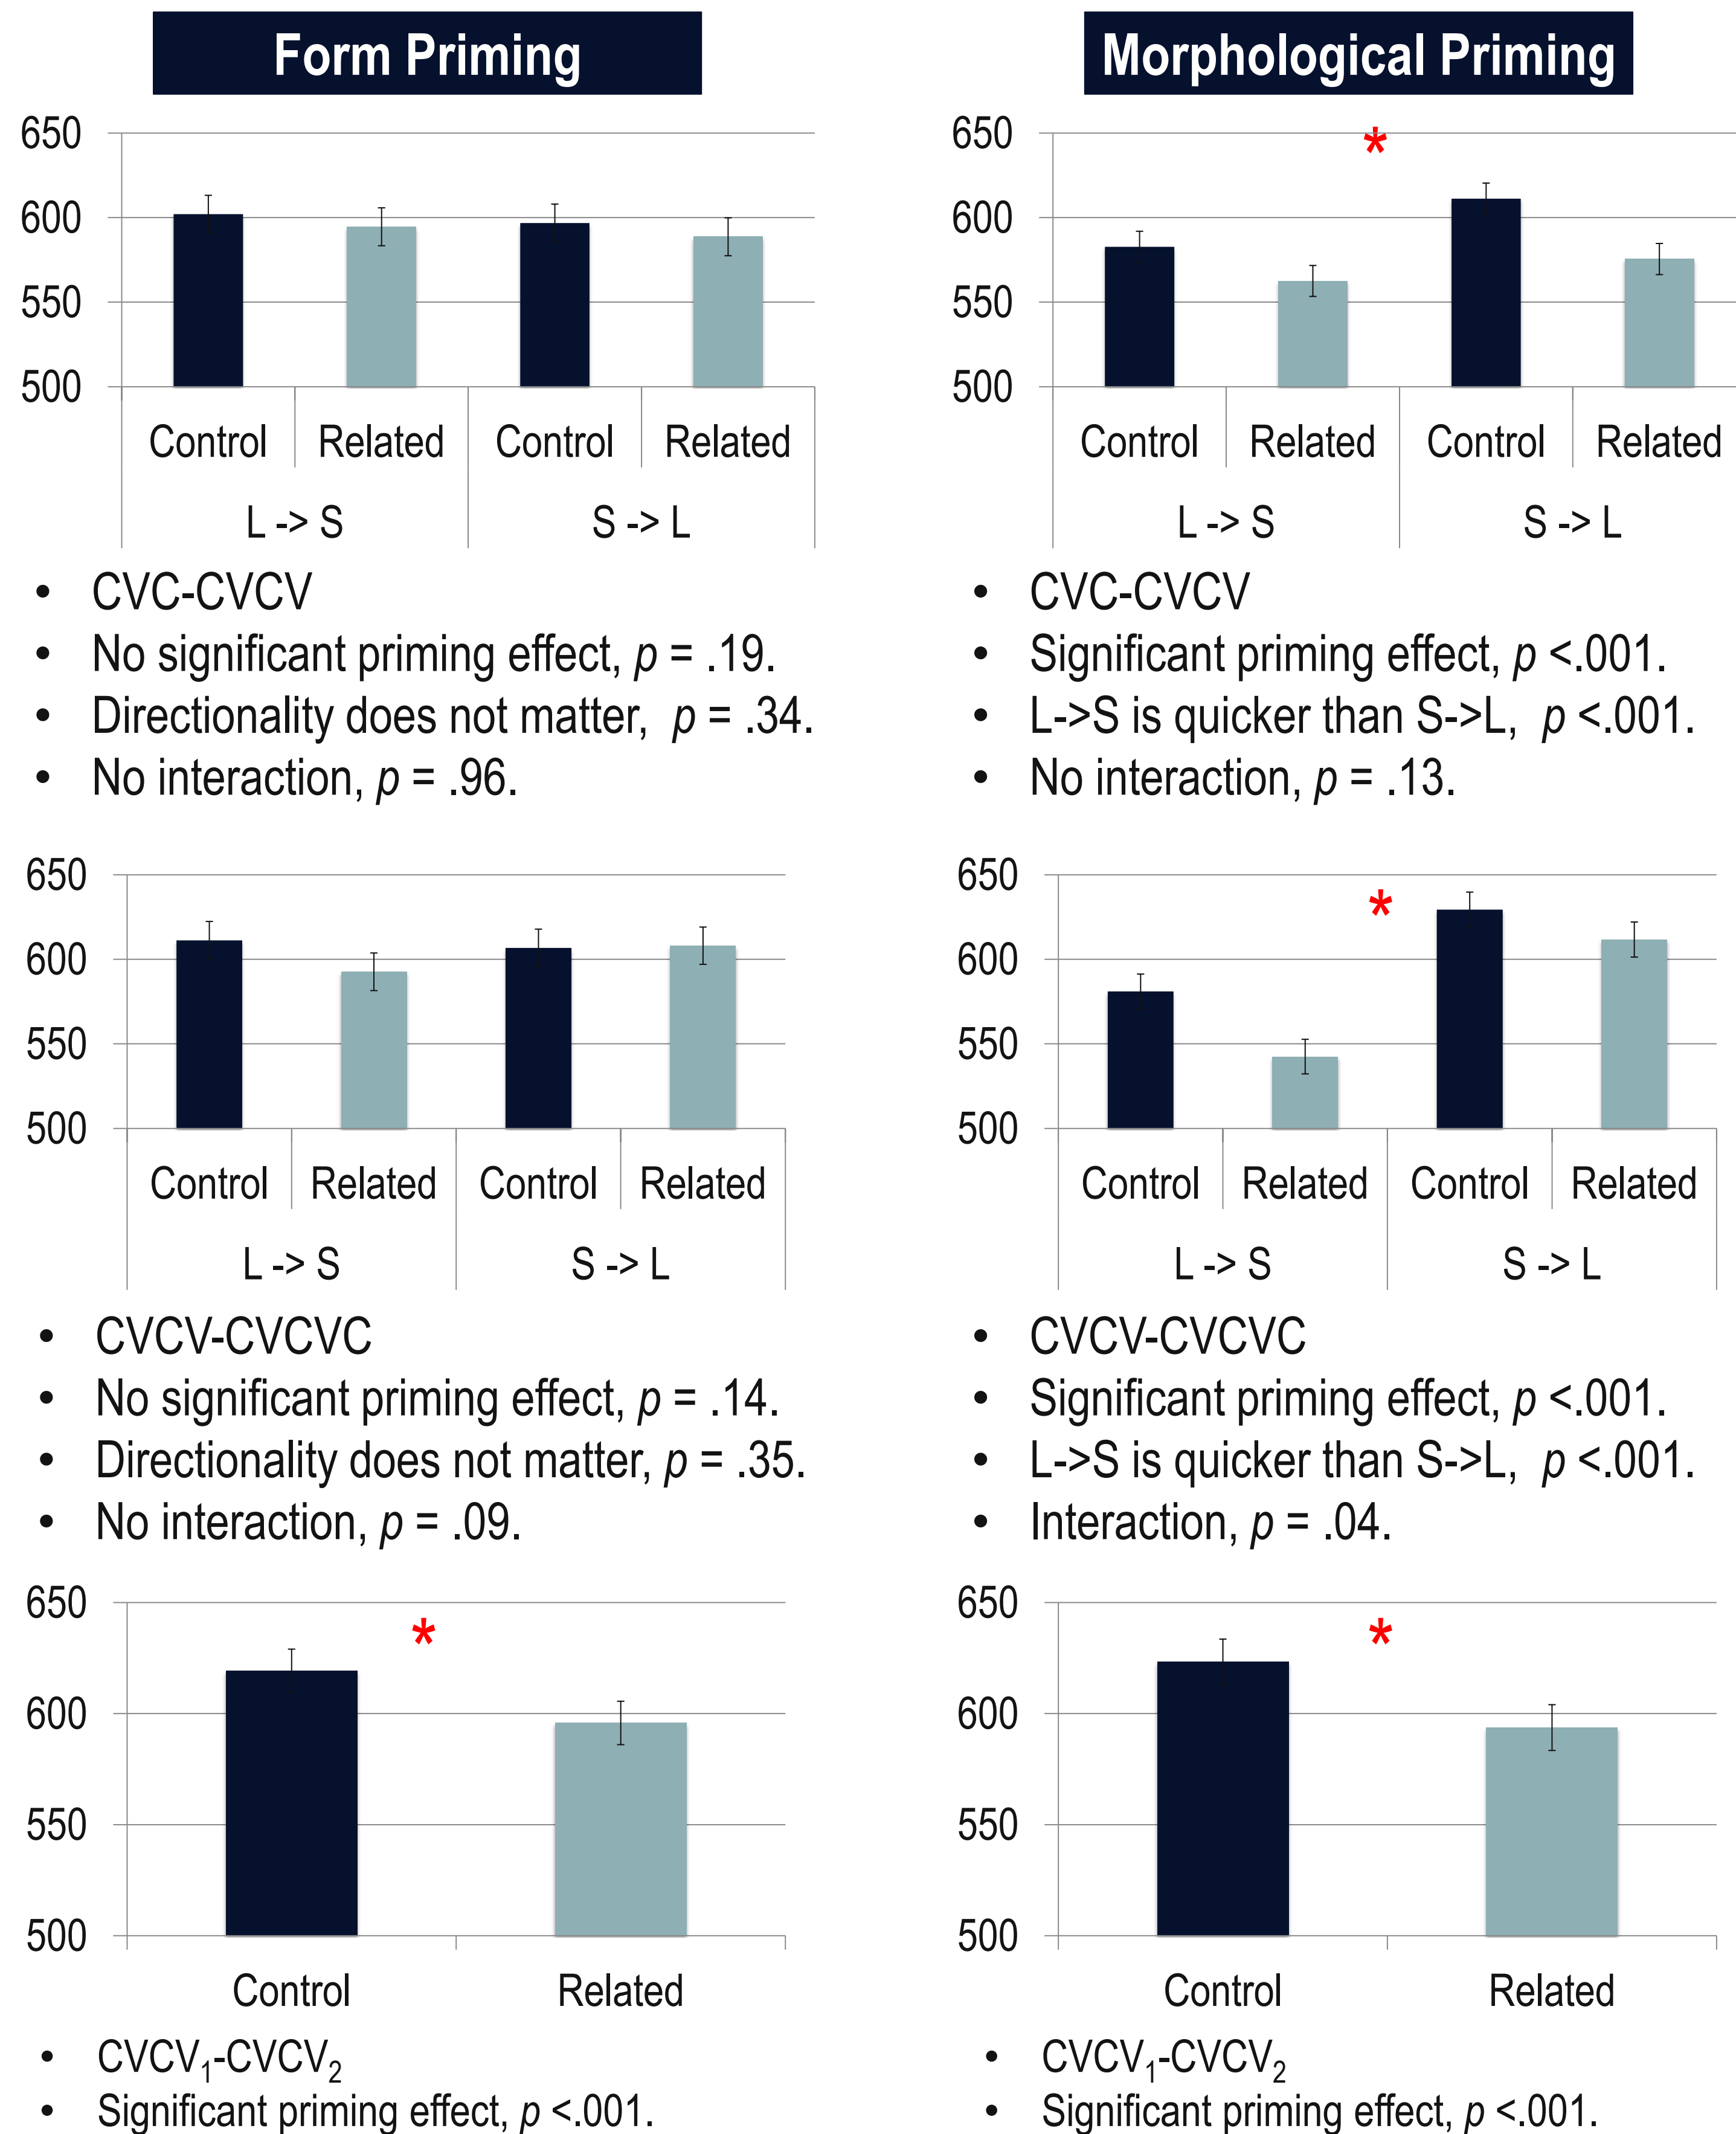 Form Priming
650
600
550
500
Control Related Control Related
L -> S S -> L
• CVC-CVCV
• No significant priming effect, p = .19.
• Directionality does not matter, p = .34.
• No interaction, p = .96.
650
600
550
500
Control Related Control Related
L -> S S -> L
• CVCV-CVCVC
• No significant priming effect, p = .14.
• Directionality does not matter, p = .35.
• No interaction, p = .09.
650
*
600
550
500
Control Related
• CVCV₁-CVCV₂
• Significant priming effect, p <.001.
Morphological Priming
650
*
600
550
500
Control Related Control Related
L -> S S -> L
• CVC-CVCV
• Significant priming effect, p <.001.
• L->S is quicker than S->L, p <.001.
• No interaction, p = .13.
650
*
600
550
500
Control Related Control Related
L -> S S -> L
• CVCV-CVCVC
• Significant priming effect, p <.001.
• L->S is quicker than S->L, p <.001.
• Interaction, p = .04.
650
*
600
550
500
Control Related
• CVCV₁-CVCV₂
• Significant priming effect, p <.001.